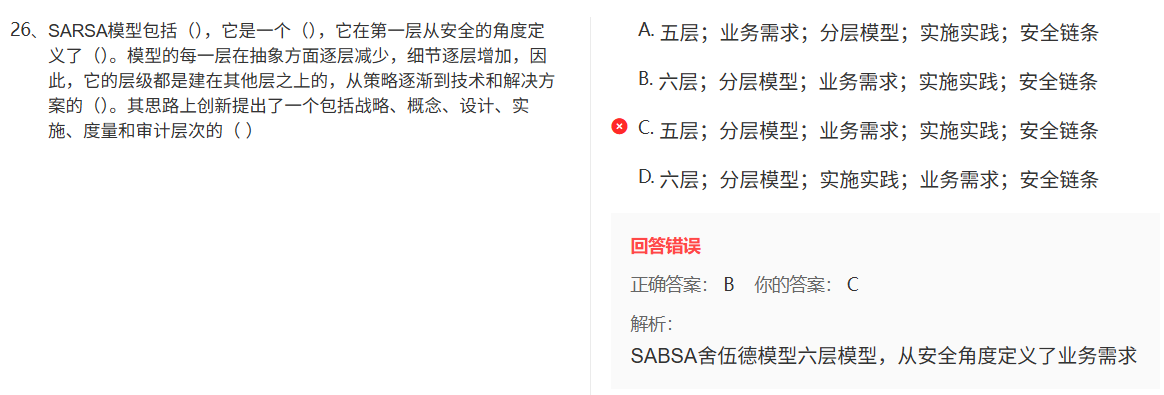 26、SARSA模型包括（），它是一个（），它在第一层从安全的角度定
义了（）。模型的每一层在抽象方面逐层减少，细节逐层增加，因
此，它的层级都是建在其他层之上的，从策略逐渐到技术和解决方
案的（）。其思路上创新提出了一个包括战略、概念、设计、实
施、度量和审计层次的（ ）
A. 五层；业务需求；分层模型；实施实践；安全链条
B. 六层；分层模型；业务需求；实施实践；安全链条
C. 五层；分层模型；业务需求；实施实践；安全链条
D. 六层；分层模型；实施实践；业务需求；安全链条
回答错误
正确答案： B 你的答案： C
解析：
SABSA舍伍德模型六层模型，从安全角度定义了业务需求